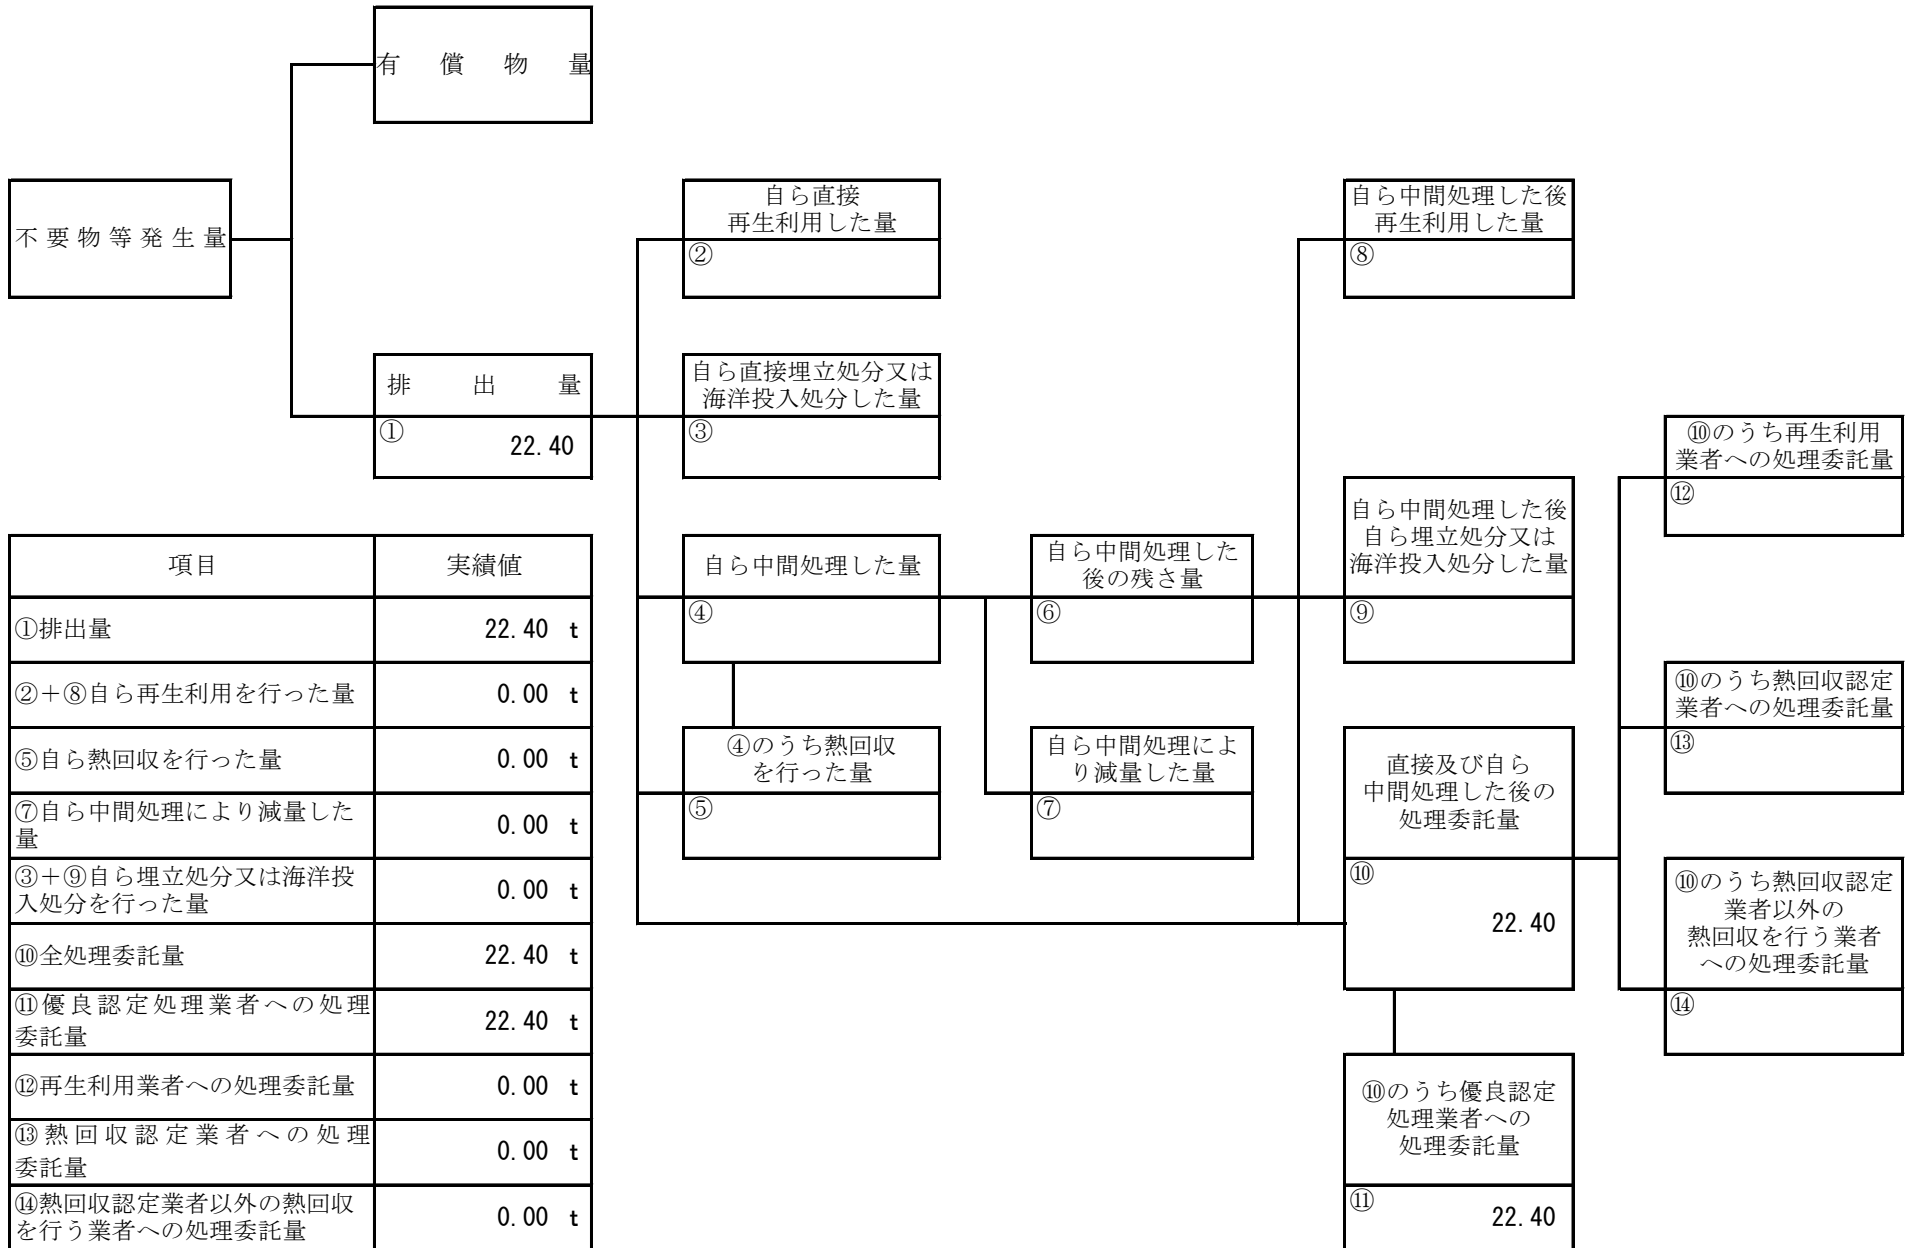 有償物量
不要物等発生量
自ら直接
再生利用した量
②
自ら中間処理した後
再生利用した量
⑧
排出量
①
22.40
自ら直接埋立処分又は
海洋投入処分した量
③
⑩のうち再生利用
業者への処理委託量
⑫
自ら中間処理した量
④
自ら中間処理した
後の残さ量
⑥
自ら中間処理した後
自ら埋立処分又は
海洋投入処分した量
⑨
④のうち熱回収
を行った量
⑤
自ら中間処理によ
り減量した量
⑦
直接及び自ら
中間処理した後の
処理委託量
⑩
22.40
⑩のうち熱回収認定
業者への処理委託量
⑬
⑩のうち熱回収認定
業者以外の
熱回収を行う業者
への処理委託量
⑭
⑩のうち優良認定
処理業者への
処理委託量
⑪
22.40
項目 実績値
①排出量 22.40 t
②＋⑧自ら再生利用を行った量 0.00 t
⑤自ら熱回収を行った量 0.00 t
⑦自ら中間処理により減量した
量 0.00 t
③＋⑨自ら埋立処分又は海洋投
入処分を行った量 0.00 t
⑩全処理委託量 22.40 t
⑪優良認定処理業者への処理
委託量 22.40 t
⑫再生利用業者への処理委託量 0.00 t
⑬熱回収認定業者への処理
委託量 0.00 t
⑭熱回収認定業者以外の熱回収
を行う業者への処理委託量 0.00 t